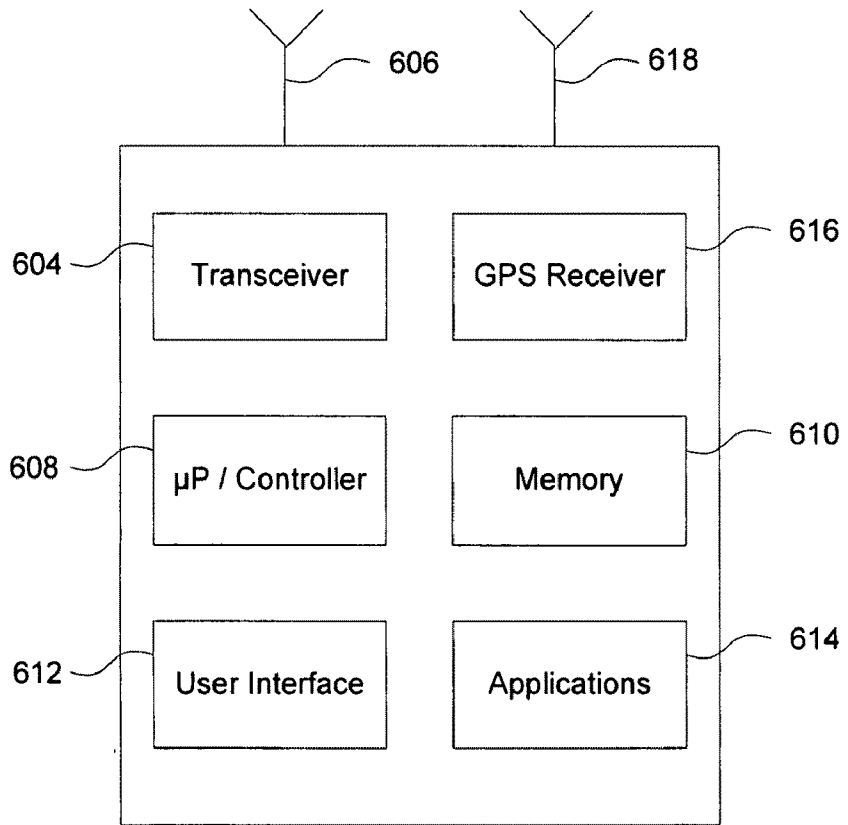 606
618
604
Transceiver
GPS Receiver
616
608
µP / Controller
Memory
610
612
User Interface
Applications
614